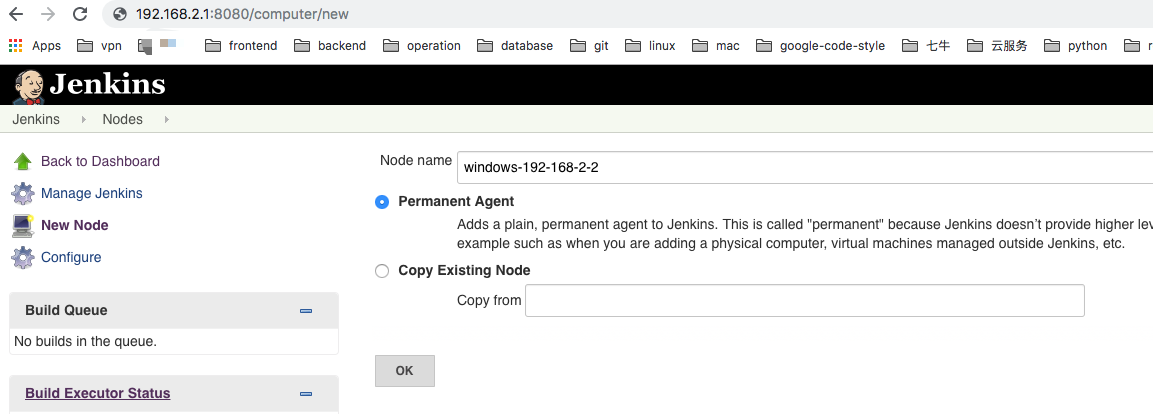 192.168.2.1:8080/computer/new
Apps vpn frontend backend operation database git linux mac google-code-style 七牛 云服务 python r
Jenkins
Jenkins Nodes
Back to Dashboard
Manage Jenkins
New Node
Configure
Build Queue
No builds in the queue.
Build Executor Status
Node name windows-192-168-2-2
Permanent Agent
Adds a plain, permanent agent to Jenkins. This is called "permanent" because Jenkins doesn't provide higher lev
example such as when you are adding a physical computer, virtual machines managed outside Jenkins, etc.
Copy Existing Node
Copy from
OK